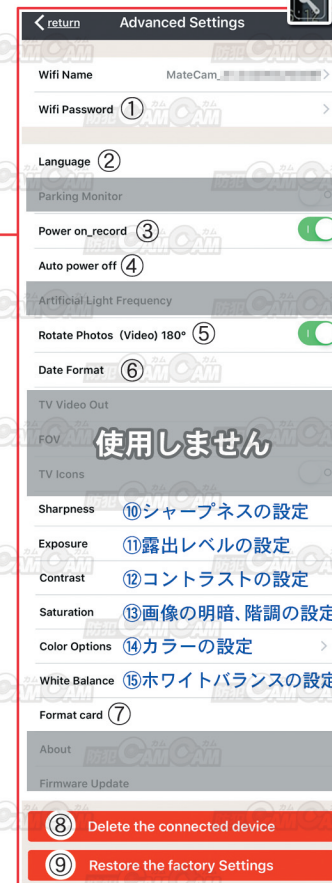 return Advanced Settings
Wifi Name MateCam_
Wifi Password ①
Language ②
Parking Monitor
Power on_record ③
Auto power off ④
Artificial Light Frequency
Rotate Photos (Video) 180° ⑤
Date Format ⑥
TV Video Out
FOV
使用しません
TV Icons
Sharpness ⑩シャープネスの設定
Exposure ⑪露出レベルの設定
Contrast ⑫コントラストの設定
Saturation ⑬画像の明暗、階調の設定
Color Options ⑭カラーの設定
White Balance ⑮ホワイトバランスの設定
Format card ⑦
About
Firmware Update
⑧ Delete the connected device
⑨ Restore the factory Settings